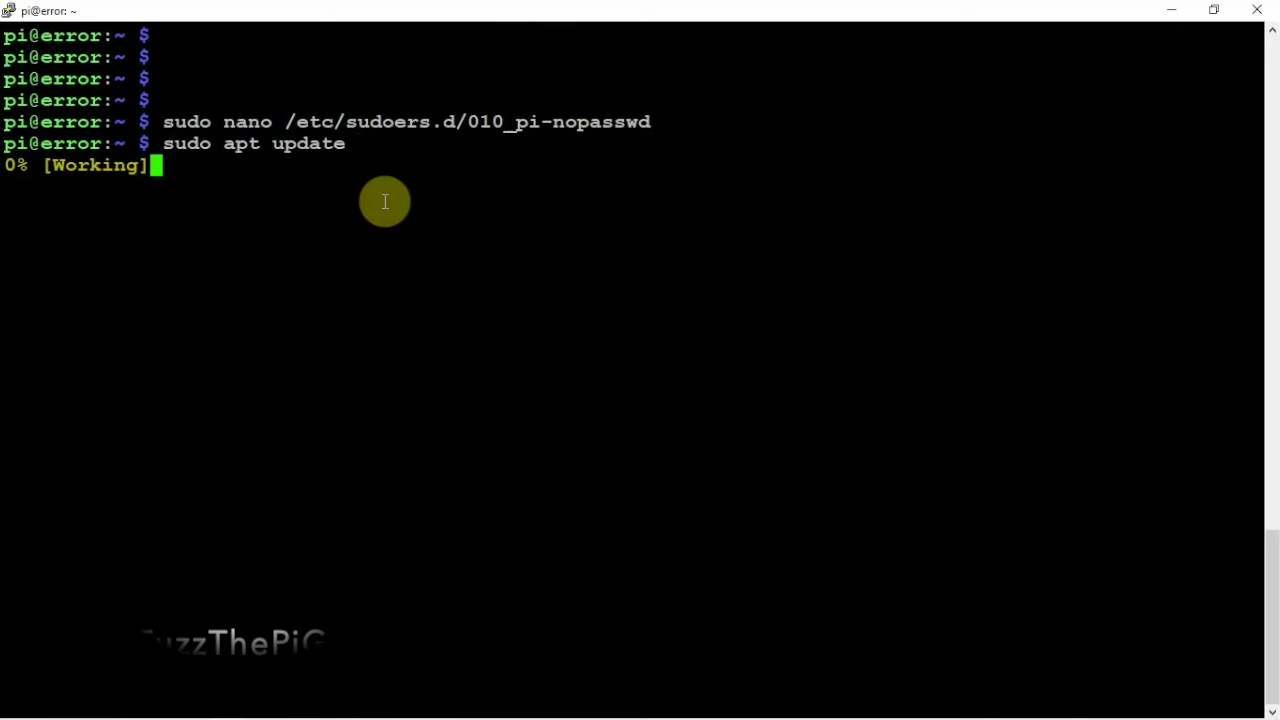 pi@error: ~
pi@error:~ $
pi@error:~ $
pi@error:~ $
pi@error:~ $
pi@error:~ $ sudo nano /etc/sudoers.d/010_pi-nopasswd
pi@error:~ $ sudo apt update
0% [Working]